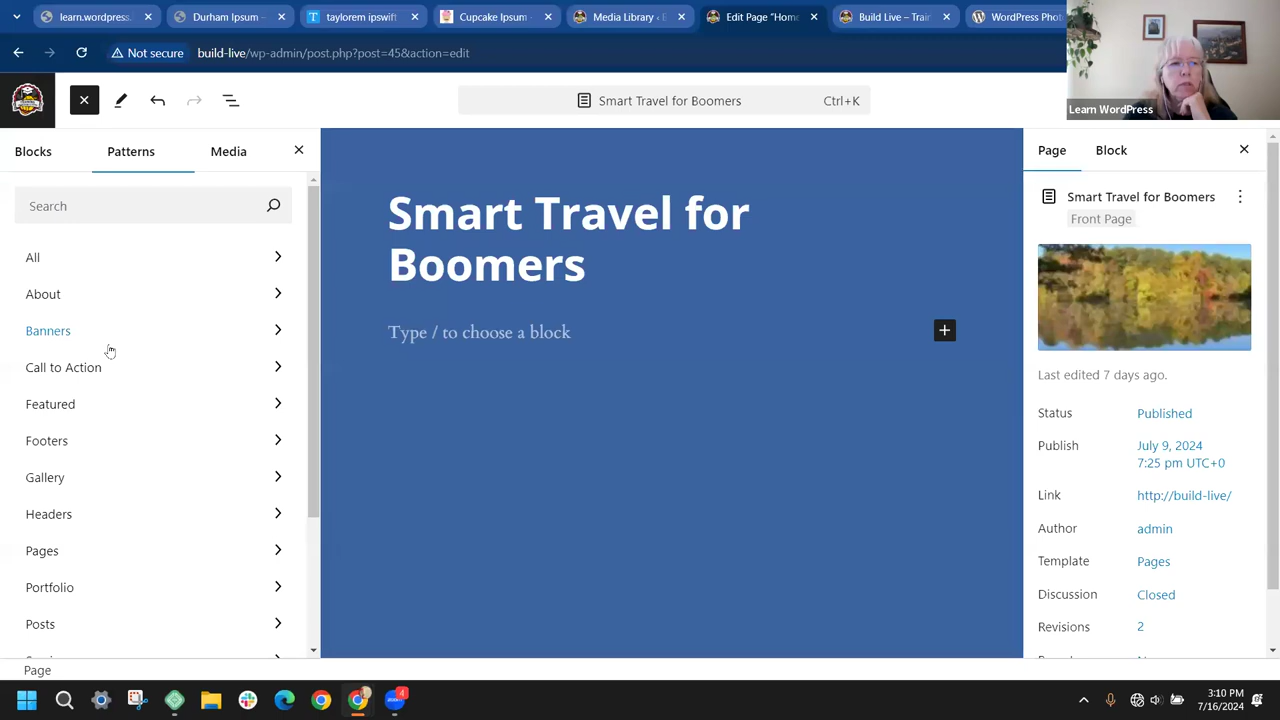 learn.wordpress.
Durham Ipsum –
taylorem ipswift
Cupcake Ipsum -
Media Library ‹ B
Edit Page "Home
Build Live – Train
WordPress Photo
Not secure
build-live/wp-admin/post.php?post=45&action=edit
Learn WordPress
Smart Travel for Boomers
Ctrl+K
Blocks
Patterns
Media
Search
All
About
Banners
Call to Action
Featured
Footers
Gallery
Headers
Pages
Portfolio
Posts
Smart Travel for
Boomers
Type / to choose a block
Page
Block
Smart Travel for Boomers
Front Page
Last edited 7 days ago.
Status
Published
Publish
July 9, 2024
7:25 pm UTC+0
Link
http://build-live/
Author
admin
Template
Pages
Discussion
Closed
Revisions
2
Page
4
3:10 PM
7/16/2024